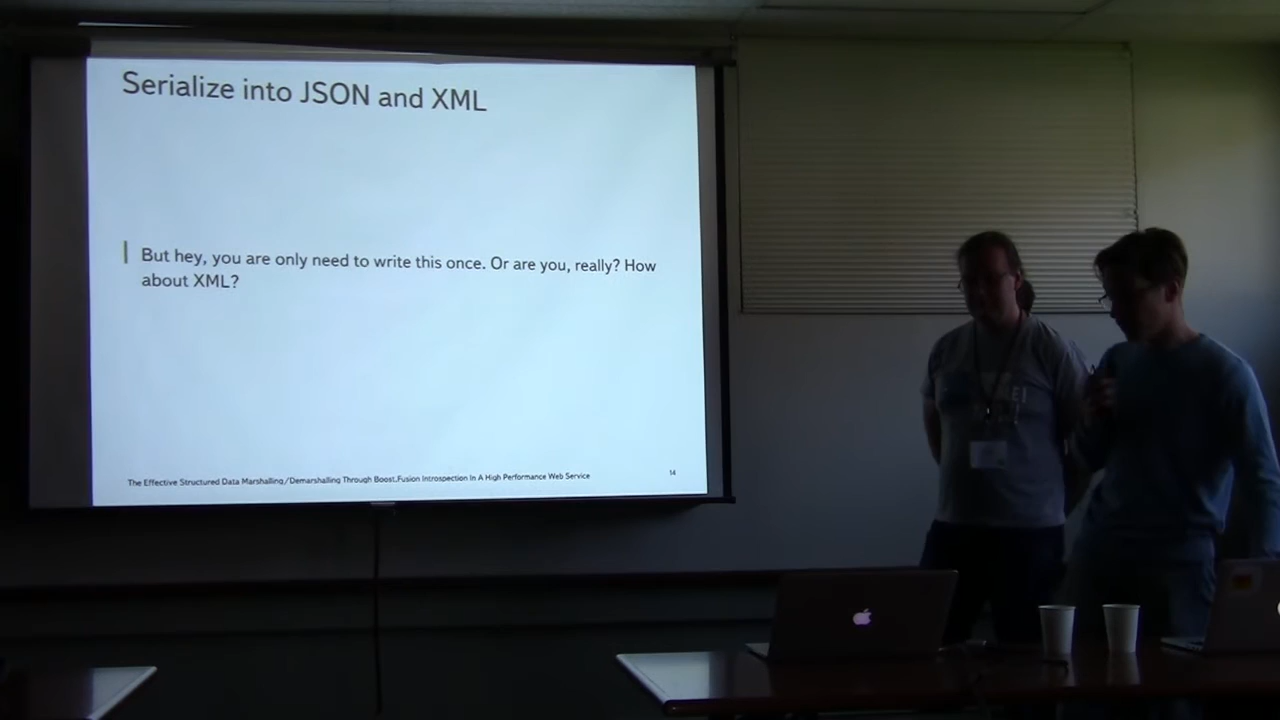 Serialize into JSON and XML
But hey, you are only need to write this once. Or are you, really? How
about XML?
The Effective Structured Data Marshalling/Demarshalling Through Boost.Fusion Introspection In A High Performance Web Service
14